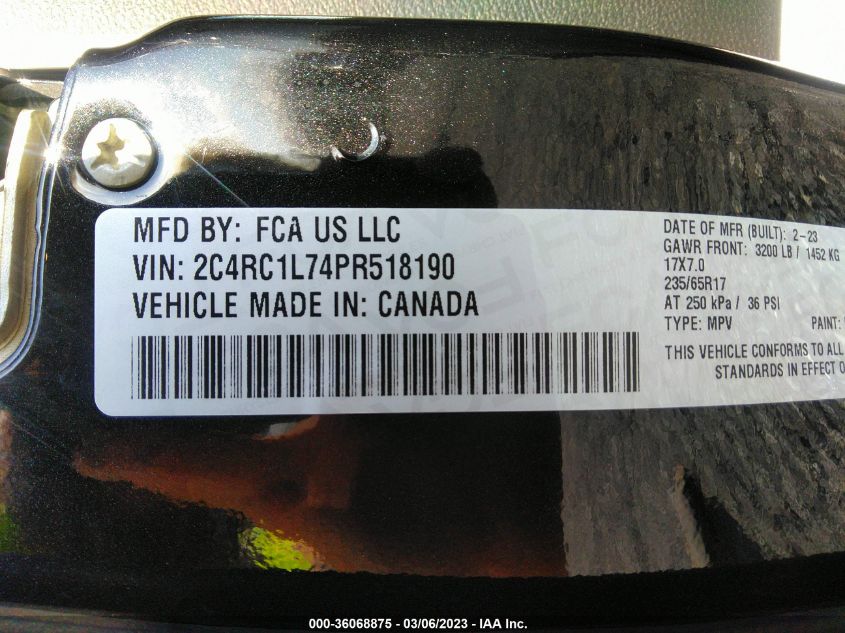 MFD BY: FCA US LLC
VIN: 2C4RC1L74PR518190
VEHICLE MADE IN: CANADA
DATE OF MFR (BUILT): 2-23
GAWR FRONT: 3200 LB / 1452 KG
17X7.0
235/65R17
AT 250 kPa / 36 PSI
TYPE: MPV PAINT:
THIS VEHICLE CONFORMS TO ALL
STANDARDS IN EFFECT O
000-36068875 - 03/06/2023 - IAA Inc.